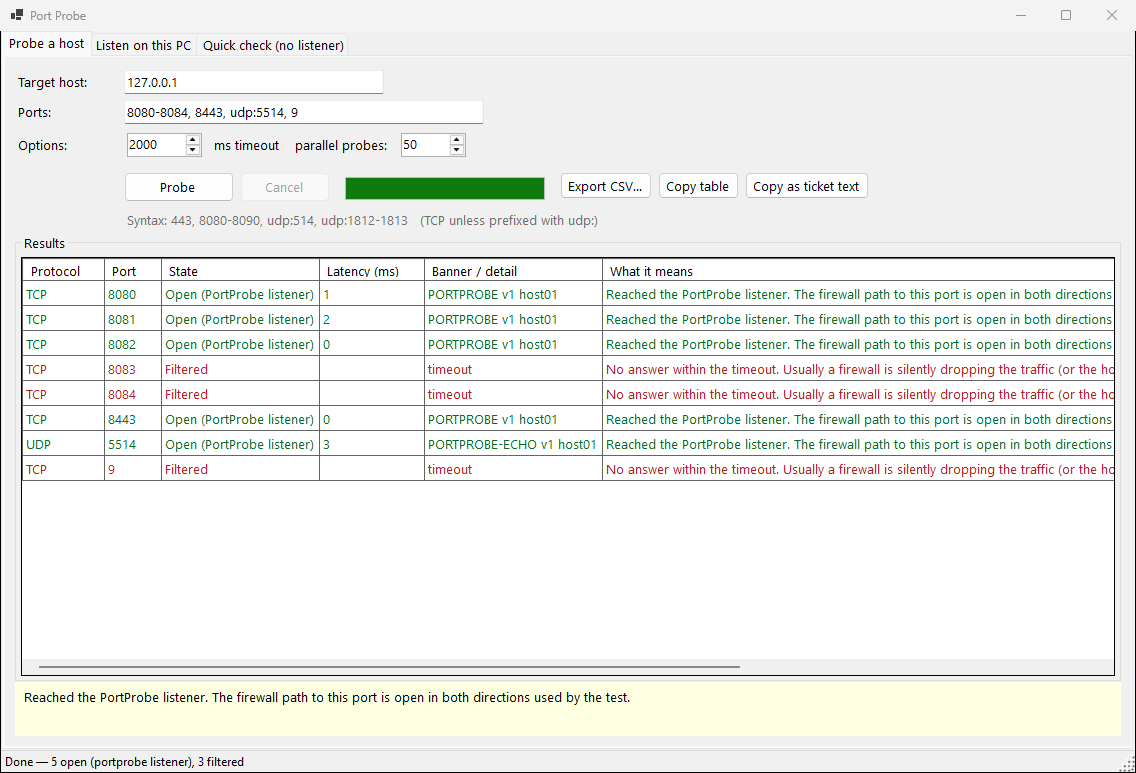 Port Probe
Probe a host Listen on this PC Quick check (no listener)
Target host: 127.0.0.1
Ports: 8080-8084, 8443, udp:5514, 9
Options: 2000 ms timeout parallel probes: 50
Probe Cancel Export CSV... Copy table Copy as ticket text
Syntax: 443, 8080-8090, udp:514, udp:1812-1813 (TCP unless prefixed with udp:)
Results
Protocol Port State Latency (ms) Banner / detail What it means
TCP 8080 Open (PortProbe listener) 1 PORTPROBE v1 host01 Reached the PortProbe listener. The firewall path to this port is open in both directions
TCP 8081 Open (PortProbe listener) 2 PORTPROBE v1 host01 Reached the PortProbe listener. The firewall path to this port is open in both directions
TCP 8082 Open (PortProbe listener) 0 PORTPROBE v1 host01 Reached the PortProbe listener. The firewall path to this port is open in both directions
TCP 8083 Filtered timeout No answer within the timeout. Usually a firewall is silently dropping the traffic (or the ho
TCP 8084 Filtered timeout No answer within the timeout. Usually a firewall is silently dropping the traffic (or the ho
TCP 8443 Open (PortProbe listener) 0 PORTPROBE v1 host01 Reached the PortProbe listener. The firewall path to this port is open in both directions
UDP 5514 Open (PortProbe listener) 3 PORTPROBE-ECHO v1 host01 Reached the PortProbe listener. The firewall path to this port is open in both directions
TCP 9 Filtered timeout No answer within the timeout. Usually a firewall is silently dropping the traffic (or the ho
Reached the PortProbe listener. The firewall path to this port is open in both directions used by the test.
Done — 5 open (portprobe listener), 3 filtered